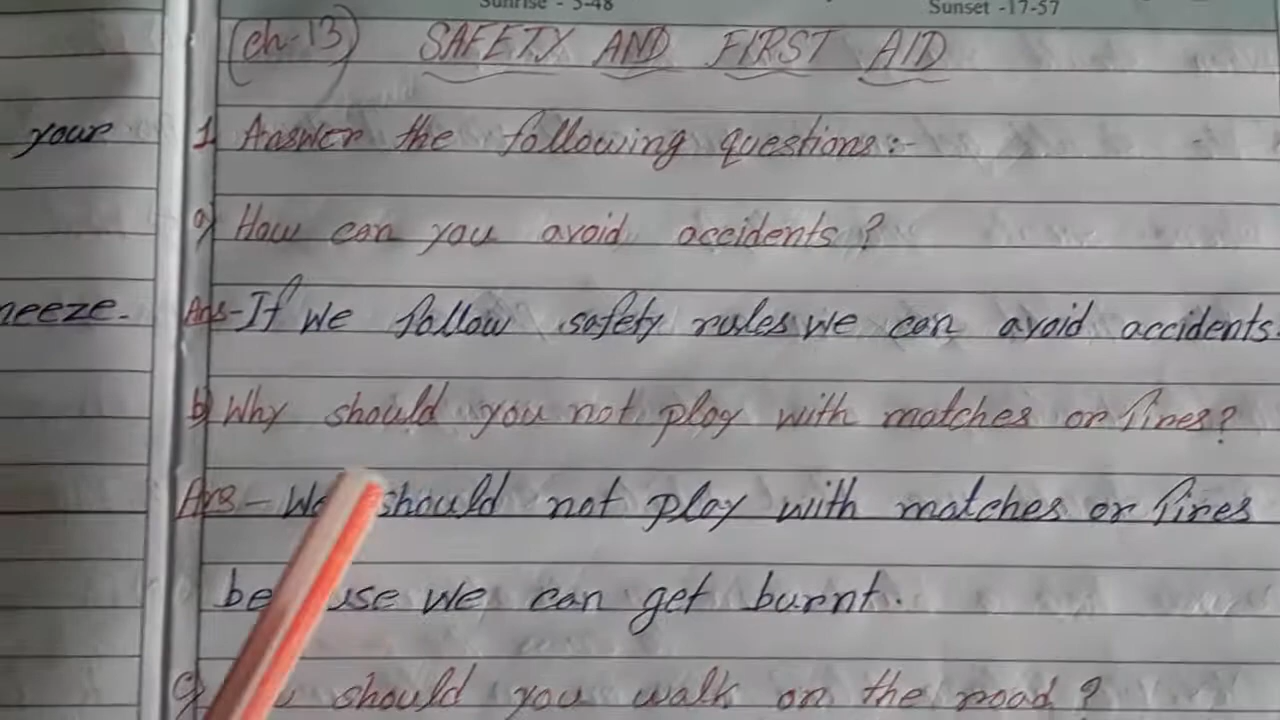 Sunrise - 5-48 Sunset -17-57
ch-13 SAFETY AND FIRST AID
your
1. Answer the following questions:-
a) How can you avoid accidents?
neeze.
Ans-If we follow safety rules we can avoid accidents.
b) Why should you not play with matches or fires?
Ans - We should not play with matches or fires
because we can get burnt.
c) should you walk on the road?